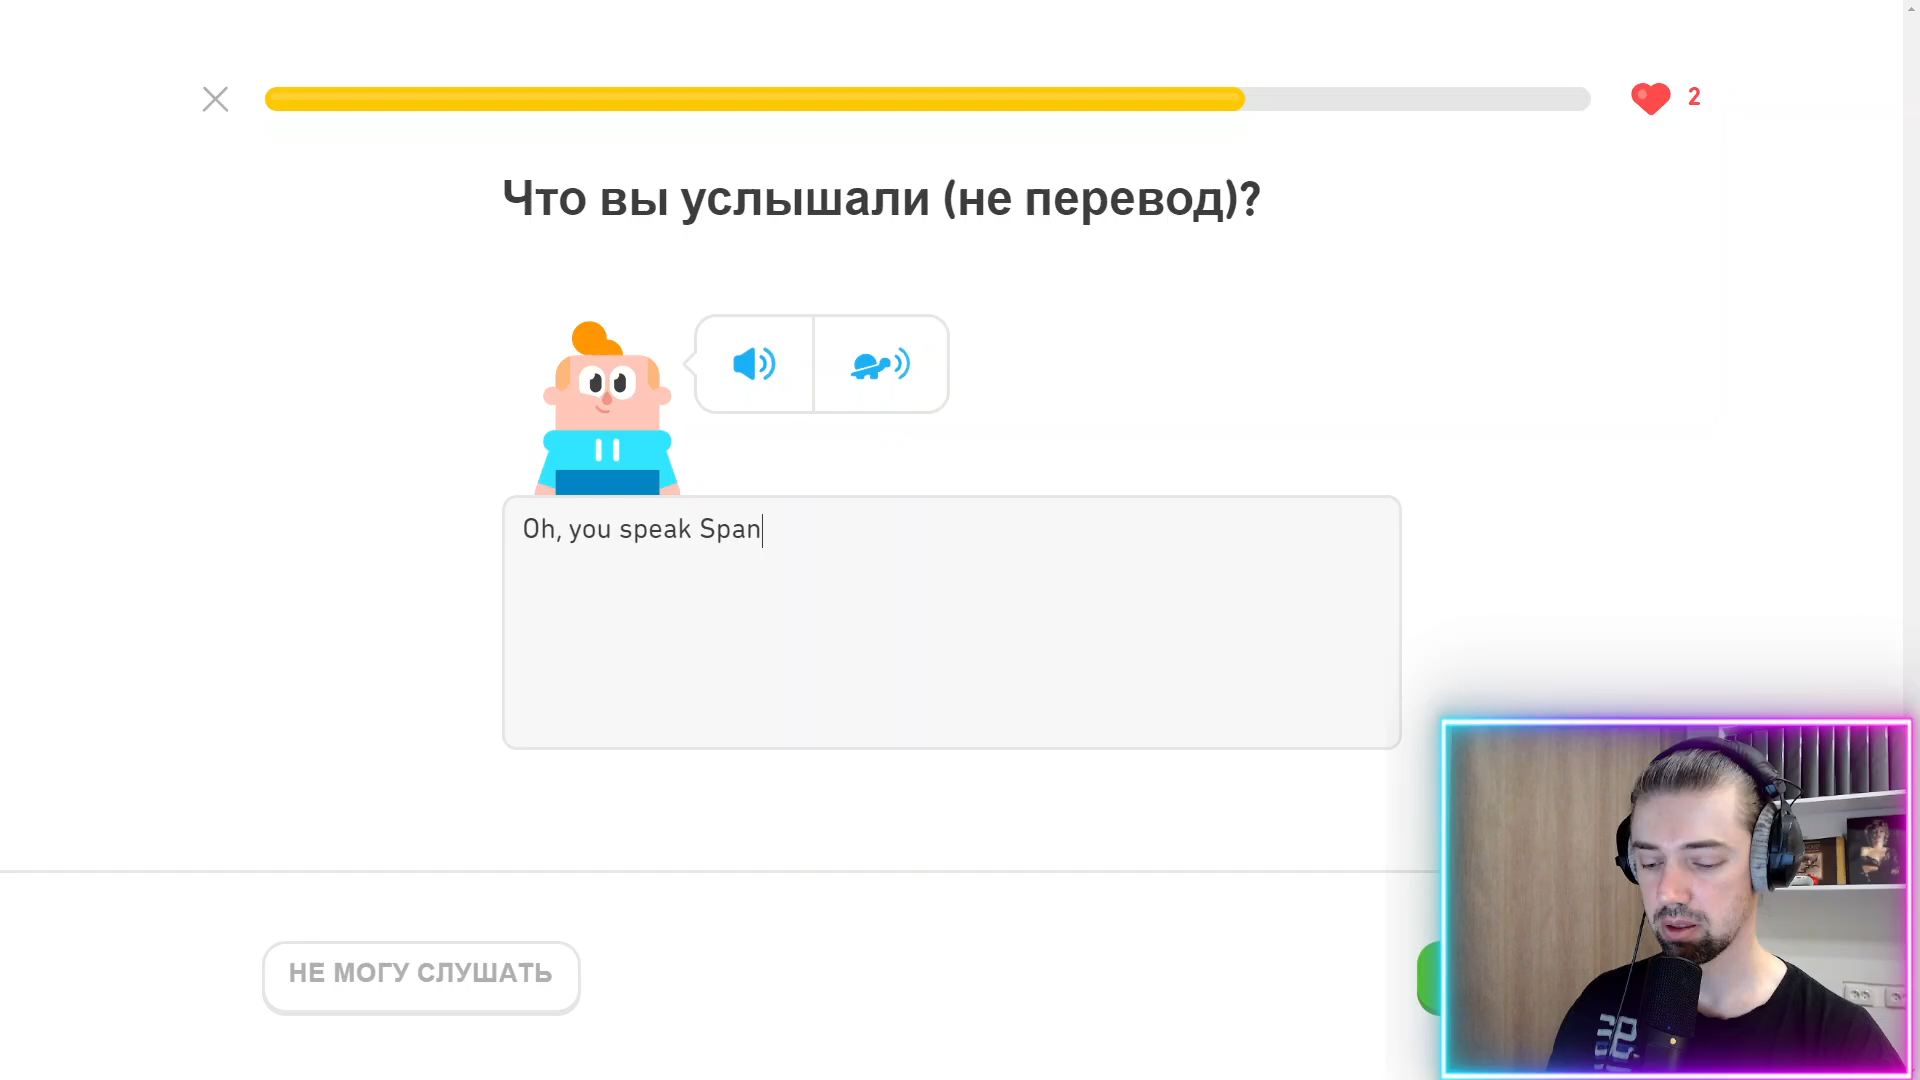 2
Что вы услышали (не перевод)?
Oh, you speak Span
НЕ МОГУ СЛУШАТЬ